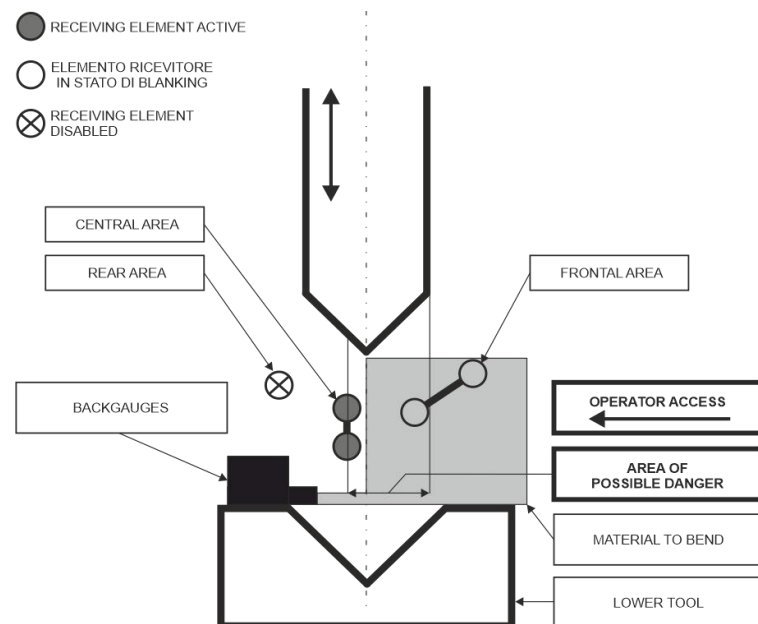 RECEIVING ELEMENT ACTIVE
ELEMENTO RICEVITORE
IN STATO DI BLANKING
RECEIVING ELEMENT
DISABLED
CENTRAL AREA
REAR AREA
FRONTAL AREA
BACKGAUGES
OPERATOR ACCESS
AREA OF
POSSIBLE DANGER
MATERIAL TO BEND
LOWER TOOL